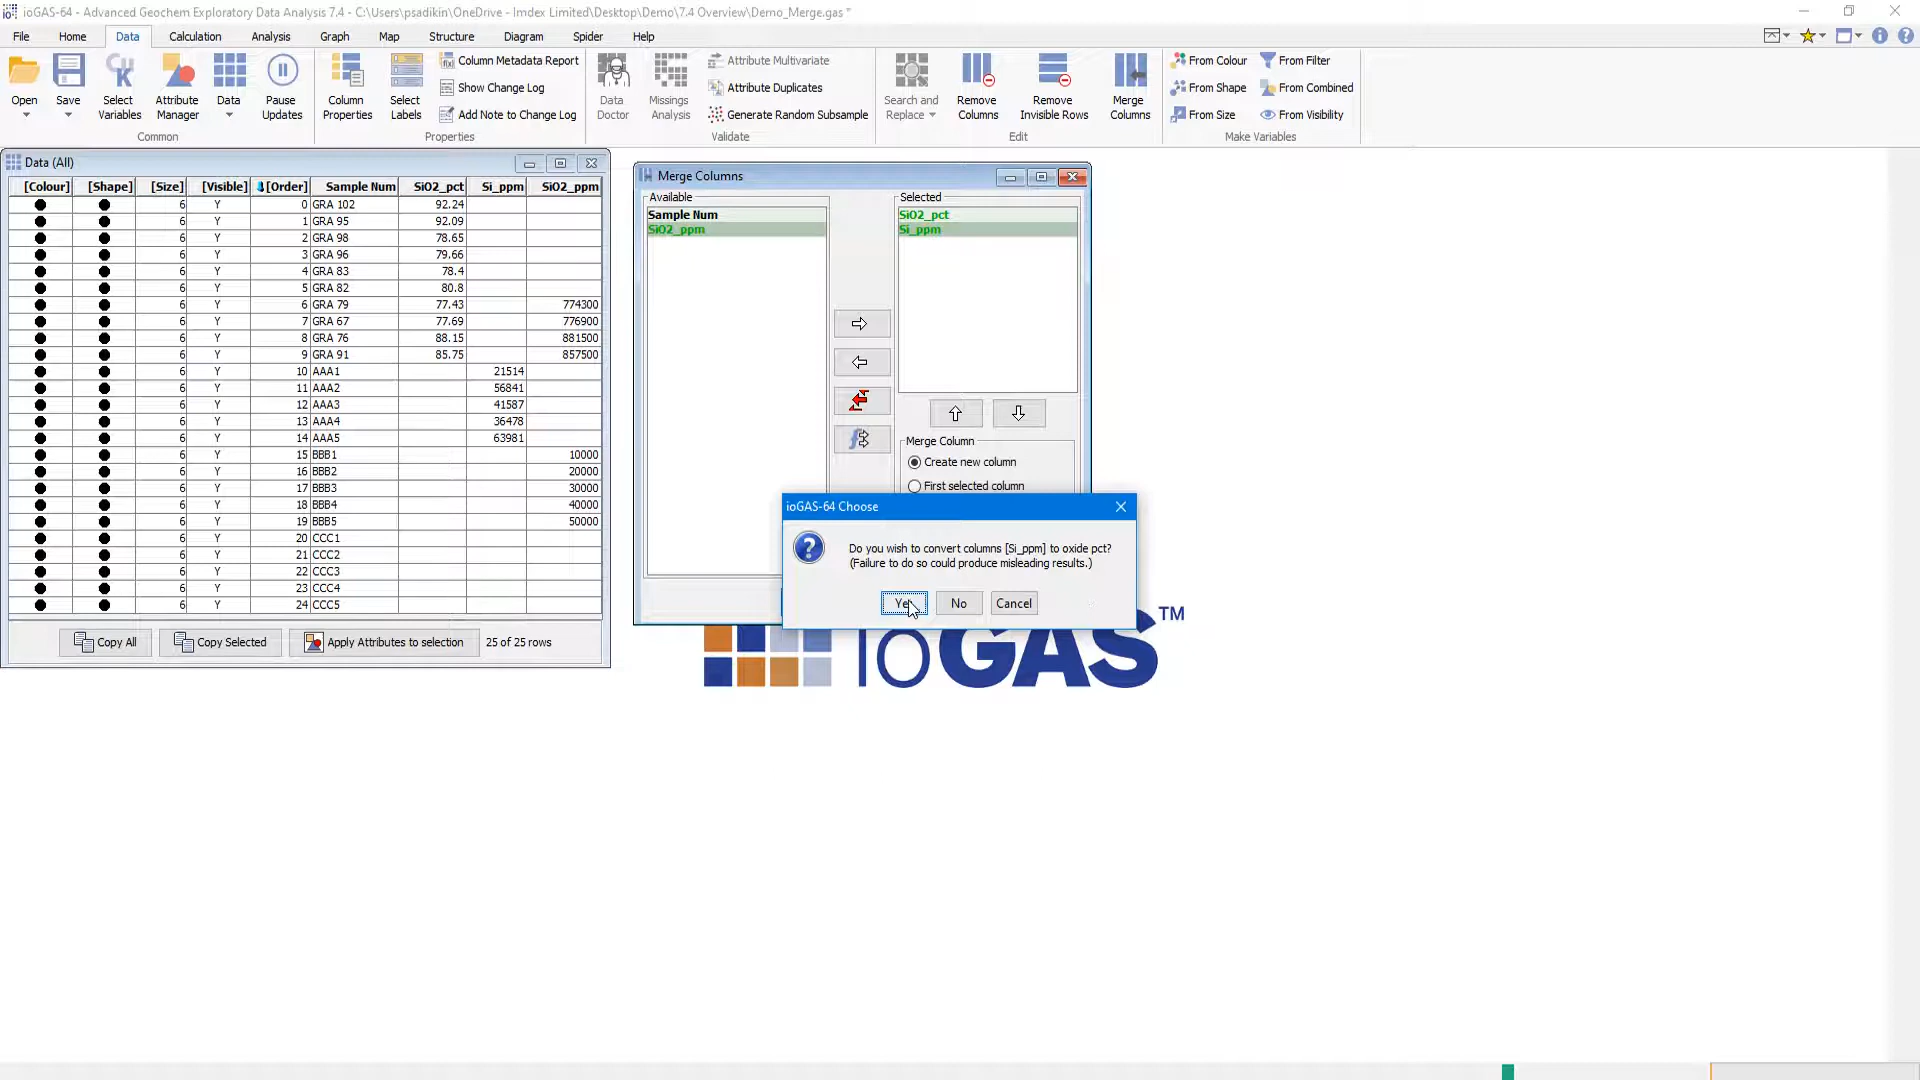 ioGAS-64 - Advanced Geochem Exploratory Data Analysis 7.4 - C:\Users\psadikin\OneDrive - Imdex Limited\Desktop\Demo\7.4 Overview\Demo_Merge.gas *
File Home Data Calculation Analysis Graph Map Structure Diagram Spider Help
Open Save Select Variables Attribute Manager Data Pause Updates
Common
Column Properties Select Labels
Column Metadata Report
Show Change Log
Add Note to Change Log
Properties
Data Doctor Missings Analysis
Attribute Multivariate
Attribute Duplicates
Generate Random Subsample
Validate
Search and Replace Remove Columns Remove Invisible Rows Merge Columns
Edit
From Colour From Filter
From Shape From Combined
From Size From Visibility
Make Variables
Data (All)
[Colour] [Shape] [Size] [Visible] [Order] Sample Num SiO2_pct Si_ppm SiO2_ppm
6 Y 0 GRA 102 92.24
6 Y 1 GRA 95 92.09
6 Y 2 GRA 98 78.65
6 Y 3 GRA 96 79.66
6 Y 4 GRA 83 78.4
6 Y 5 GRA 82 80.8
6 Y 6 GRA 79 77.43 774300
6 Y 7 GRA 67 77.69 776900
6 Y 8 GRA 76 88.15 881500
6 Y 9 GRA 91 85.75 857500
6 Y 10 AAA1 21514
6 Y 11 AAA2 56841
6 Y 12 AAA3 41587
6 Y 13 AAA4 36478
6 Y 14 AAA5 63981
6 Y 15 BBB1 10000
6 Y 16 BBB2 20000
6 Y 17 BBB3 30000
6 Y 18 BBB4 40000
6 Y 19 BBB5 50000
6 Y 20 CCC1
6 Y 21 CCC2
6 Y 22 CCC3
6 Y 23 CCC4
6 Y 24 CCC5
Copy All Copy Selected Apply Attributes to selection 25 of 25 rows
Merge Columns
Available
Sample Num
SiO2_ppm
Selected
SiO2_pct
Si_ppm
Merge Column
Create new column
First selected column
ioGAS-64 Choose
Do you wish to convert columns [Si_ppm] to oxide pct?
(Failure to do so could produce misleading results.)
Yes No Cancel
ioGAS™